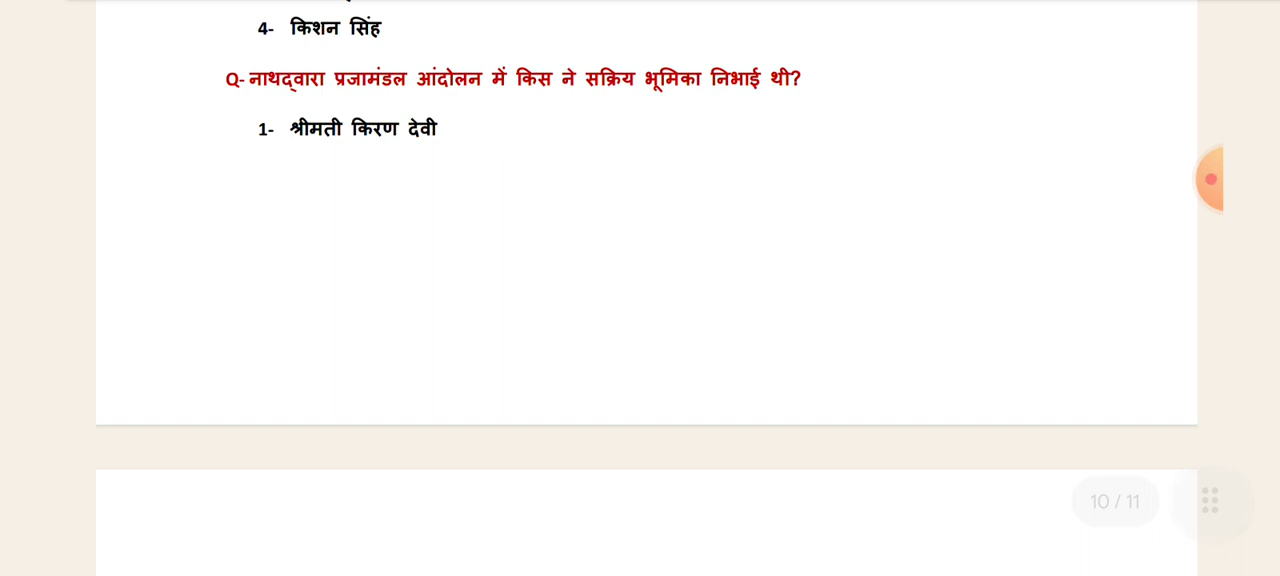 4- किशन सिंह
Q- नाथद्वारा प्रजामंडल आंदोलन में किस ने सक्रिय भूमिका निभाई थी?
1- श्रीमती किरण देवी
10 / 11